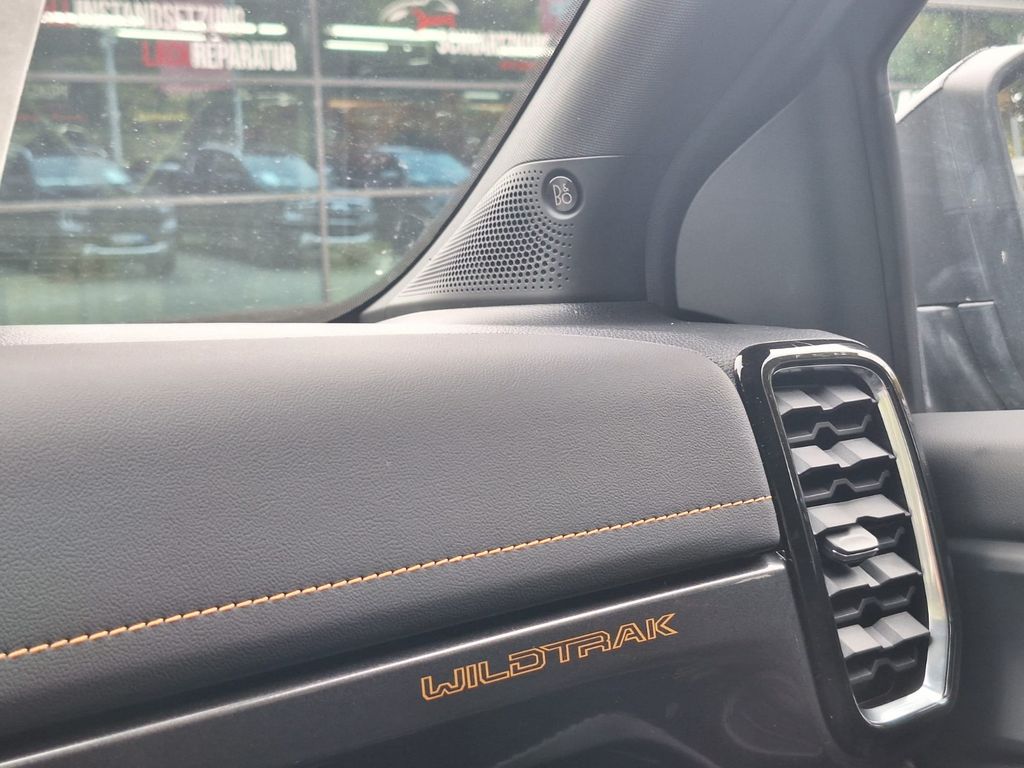 INSTANDSETZUNG
LACKREPARATUR
B&O
WILDTRAK